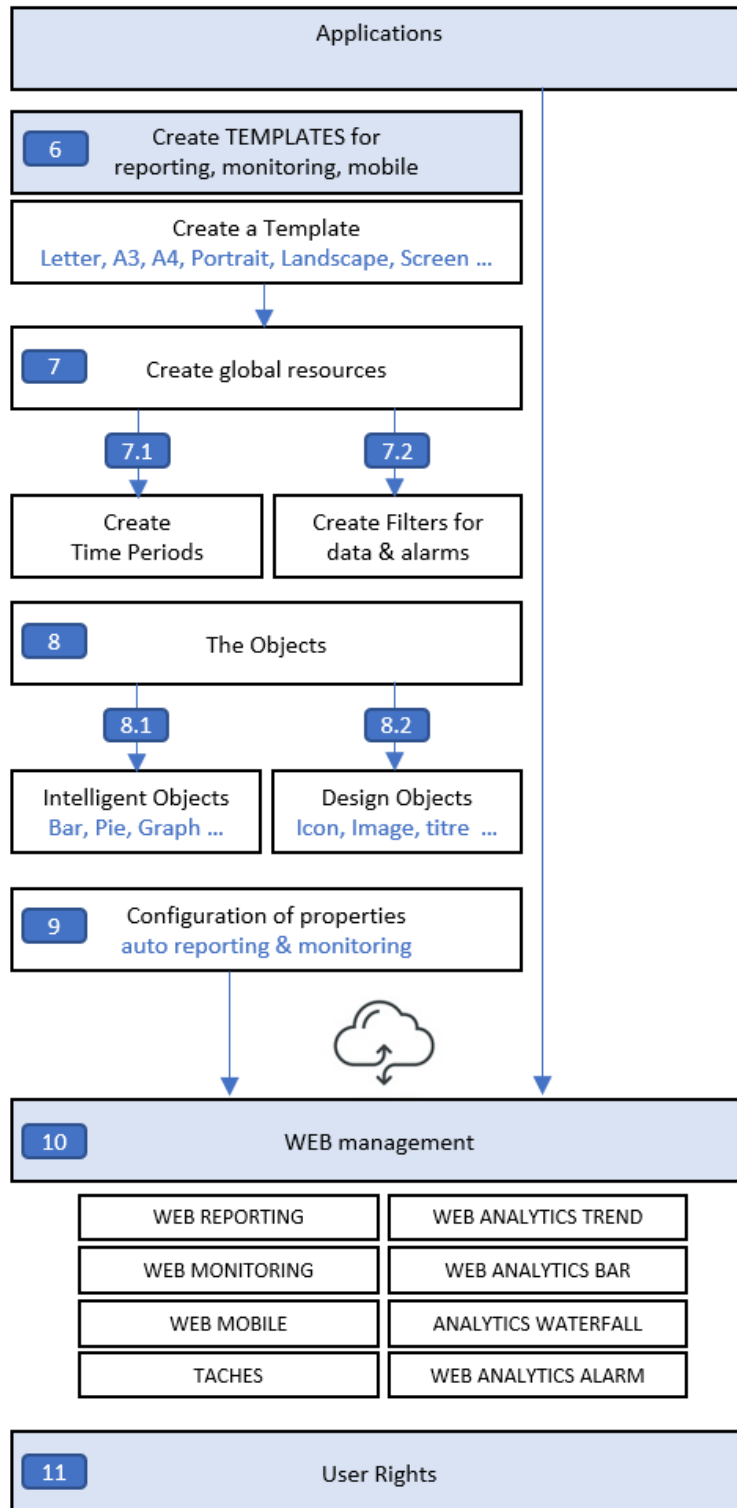 Applications
6
Create TEMPLATES for
reporting, monitoring, mobile
Create a Template
Letter, A3, A4, Portrait, Landscape, Screen ...
7
Create global resources
7.1
7.2
Create
Time Periods
Create Filters for
data & alarms
8
The Objects
8.1
8.2
Intelligent Objects
Bar, Pie, Graph ...
Design Objects
Icon, Image, titre ...
9
Configuration of properties
auto reporting & monitoring
10
WEB management
WEB REPORTING
WEB ANALYTICS TREND
WEB MONITORING
WEB ANALYTICS BAR
WEB MOBILE
ANALYTICS WATERFALL
TACHES
WEB ANALYTICS ALARM
11
User Rights